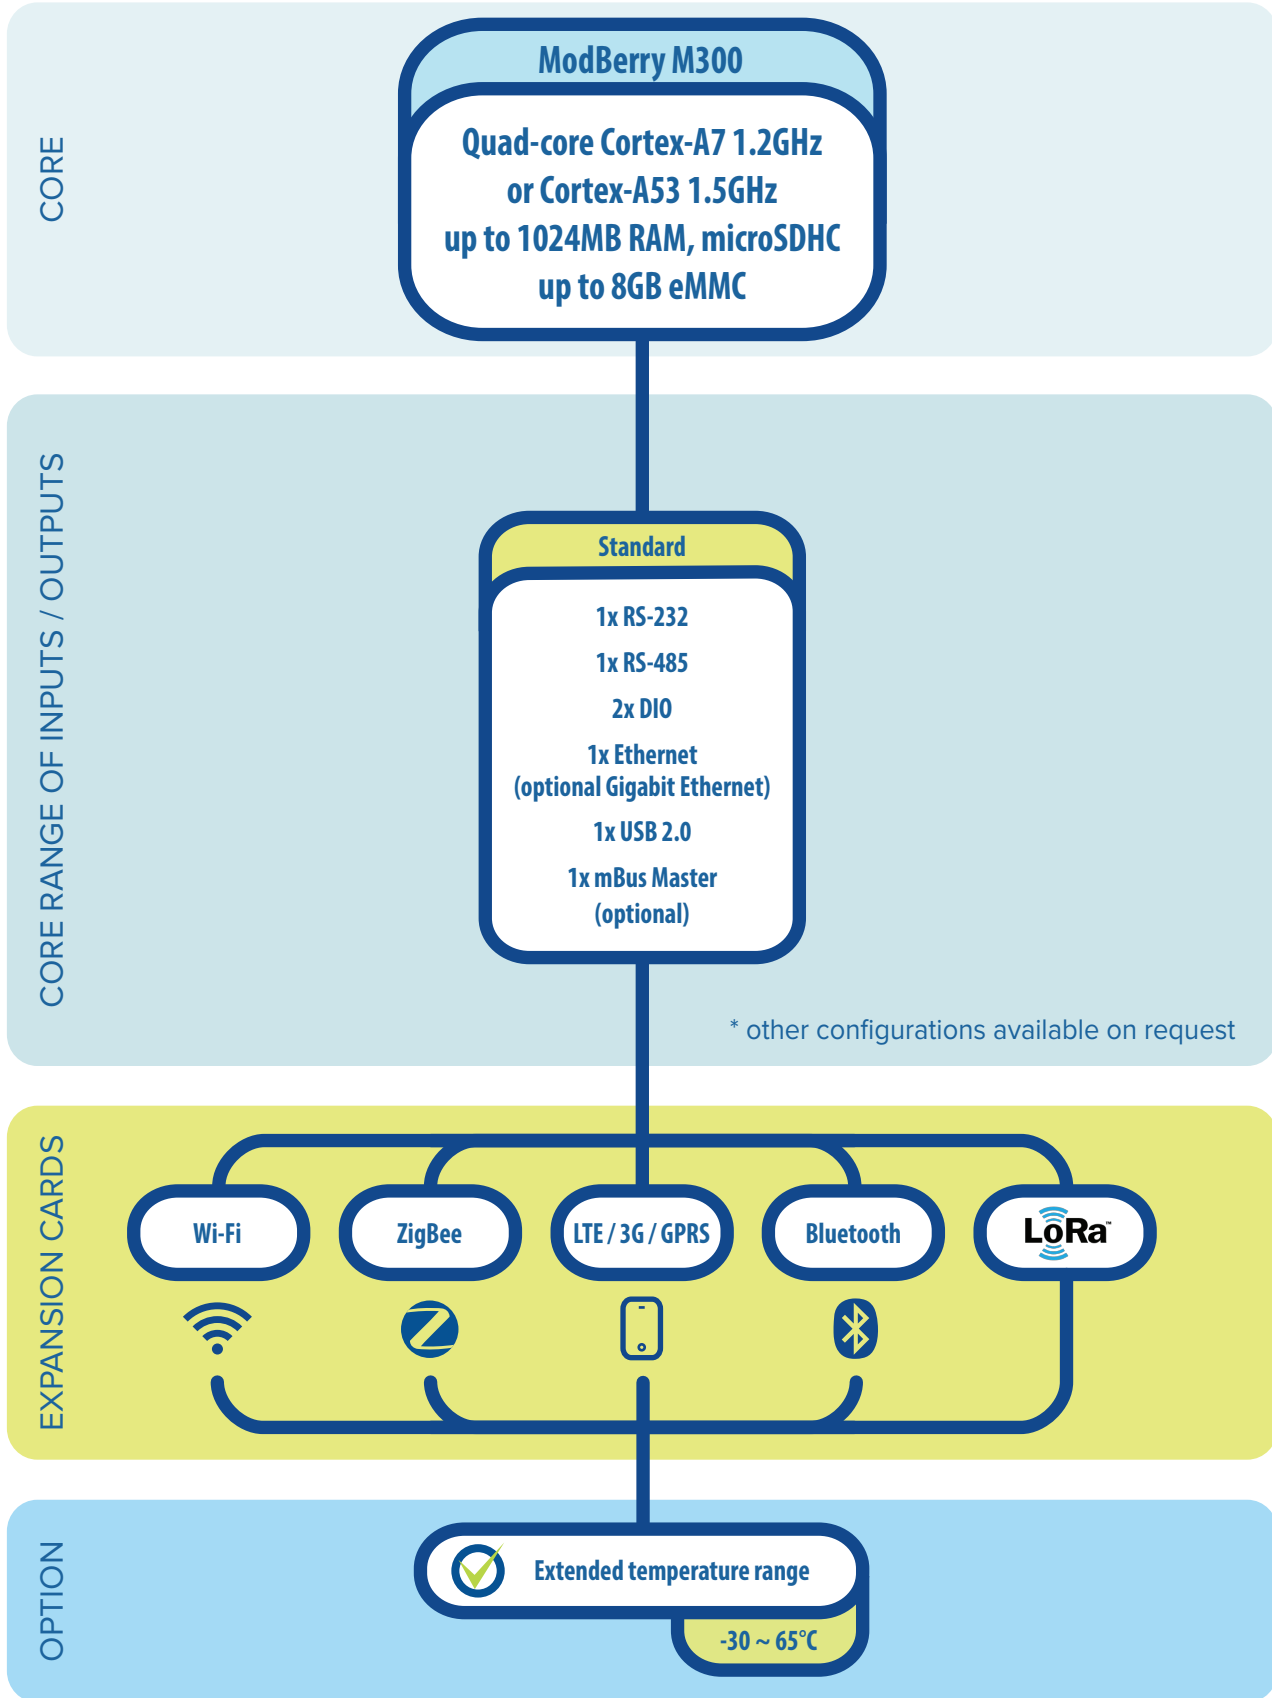 CORE
ModBerry M300
Quad-core Cortex-A7 1.2GHz
or Cortex-A53 1.5GHz
up to 1024MB RAM, microSDHC
up to 8GB eMMC
CORE RANGE OF INPUTS / OUTPUTS
Standard
1x RS-232
1x RS-485
2x DIO
1x Ethernet
(optional Gigabit Ethernet)
1x USB 2.0
1x mBus Master
(optional)
* other configurations available on request
EXPANSION CARDS
Wi-Fi
ZigBee
LTE / 3G / GPRS
Bluetooth
LoRa™
OPTION
Extended temperature range
-30 ~ 65°C